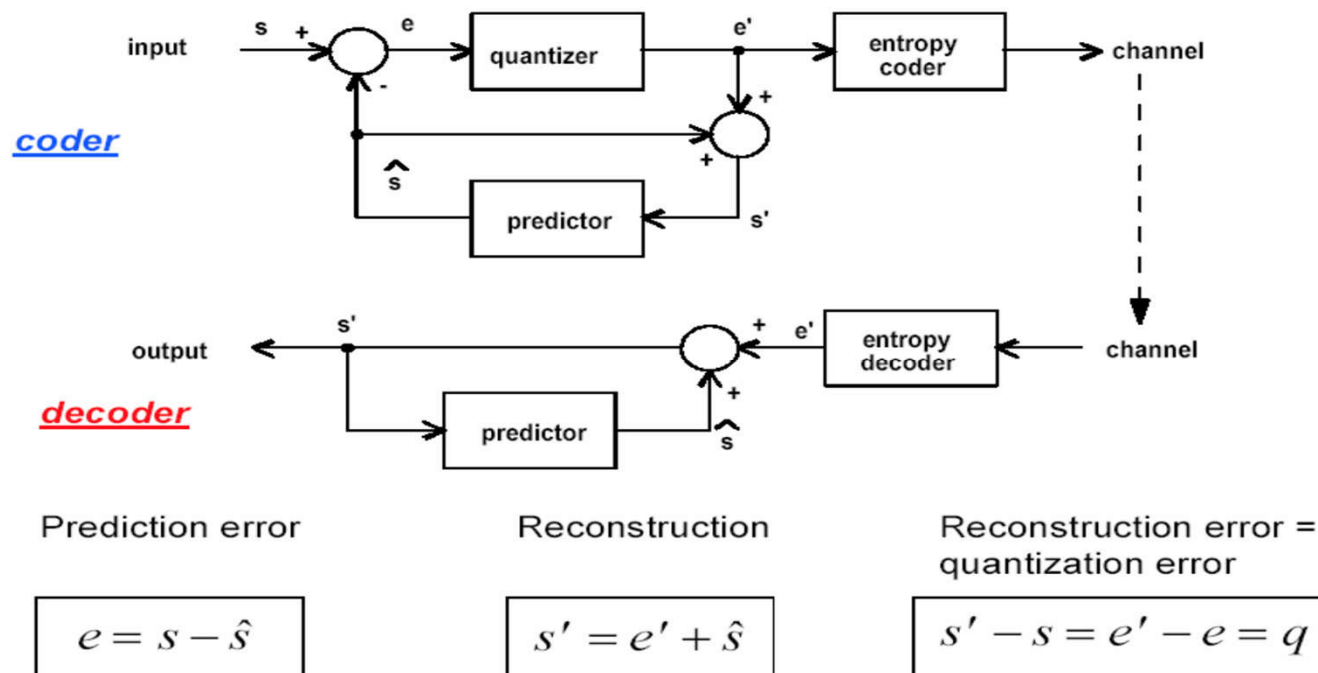 input
s
+
e
quantizer
e'
entropy
coder
channel
-
+
coder
+
ŝ
predictor
s'
output
s'
+
e'
entropy
decoder
channel
+
decoder
predictor
ŝ
Prediction error
Reconstruction
Reconstruction error =
quantization error
e = s − ŝ
s′ = e′ + ŝ
s′ − s = e′ − e = q